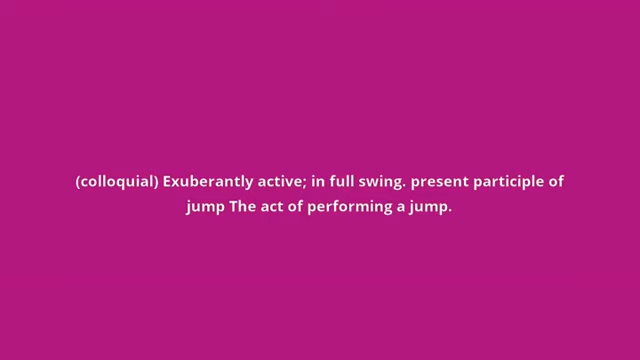 (colloquial) Exuberantly active; in full swing. present participle of
jump The act of performing a jump.